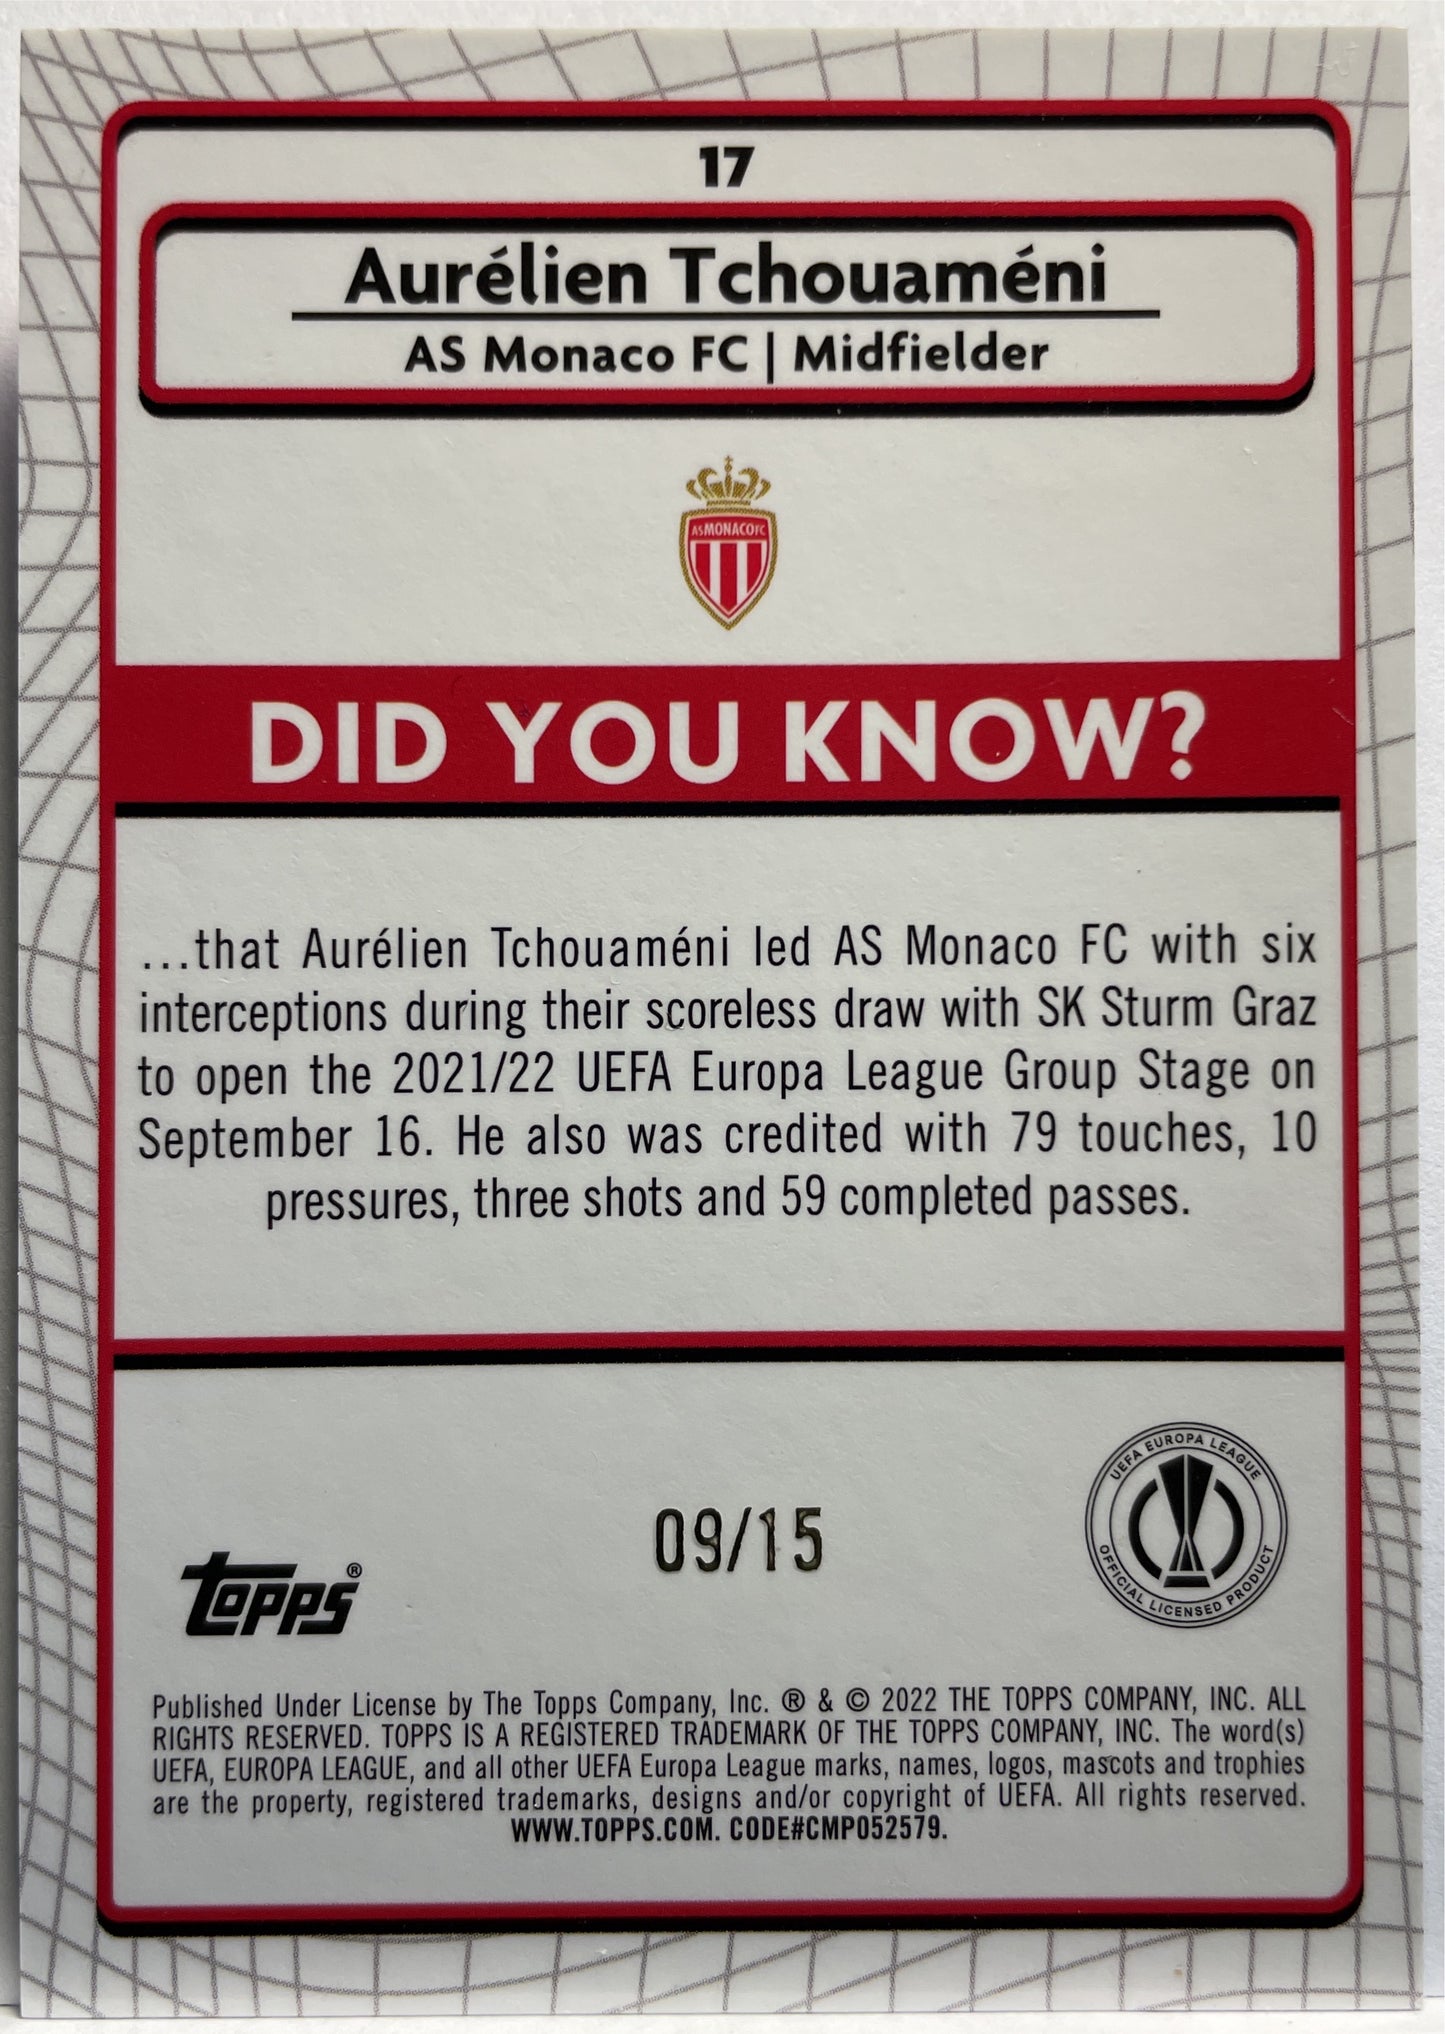 17
Aurélien Tchouaméni
AS Monaco FC | Midfielder
ASMONACOFC
DID YOU KNOW?
...that Aurélien Tchouaméni led AS Monaco FC with six
interceptions during their scoreless draw with SK Sturm Graz
to open the 2021/22 UEFA Europa League Group Stage on
September 16. He also was credited with 79 touches, 10
pressures, three shots and 59 completed passes.
UEFA EUROPA LEAGUE
OFFICIAL LICENSED PRODUCT
09/15
topps®
Published Under License by The Topps Company, Inc. ® & © 2022 THE TOPPS COMPANY, INC. ALL
RIGHTS RESERVED. TOPPS IS A REGISTERED TRADEMARK OF THE TOPPS COMPANY, INC. The word(s)
UEFA, EUROPA LEAGUE, and all other UEFA Europa League marks, names, logos, mascots and trophies
are the property, registered trademarks, designs and/or copyright of UEFA. All rights reserved.
WWW.TOPPS.COM. CODE#CMP052579.